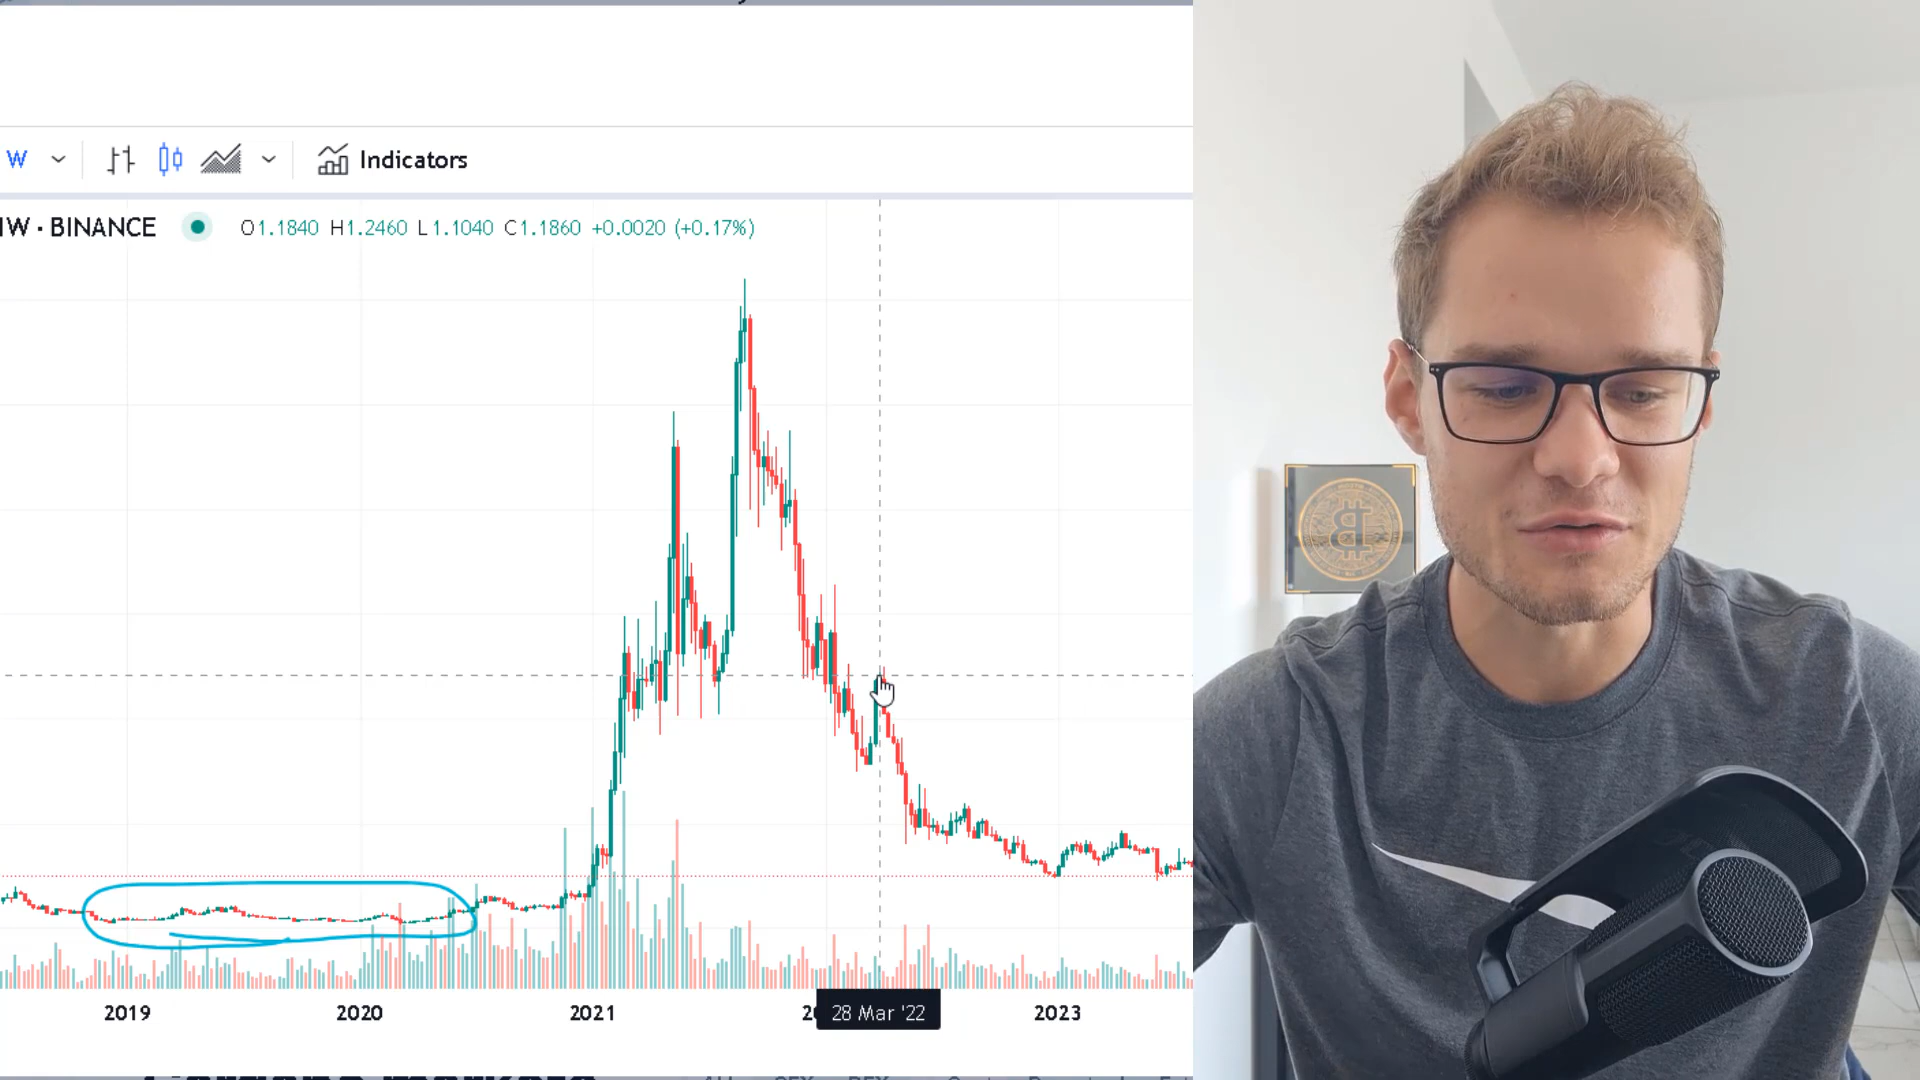 W
Indicators
1W · BINANCE O1.1840 H1.2460 L1.1040 C1.1860 +0.0020 (+0.17%)
2019 2020 2021 28 Mar '22 2023